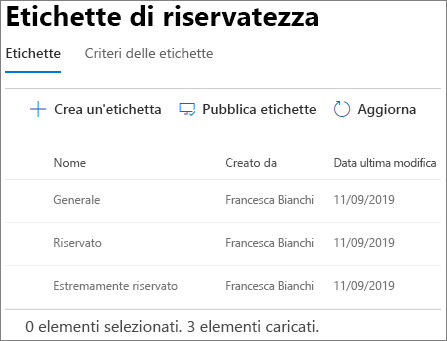 Etichette di riservatezza
Etichette Criteri delle etichette
Crea un'etichetta Pubblica etichette Aggiorna
Nome Creato da Data ultima modifica
Generale Francesca Bianchi 11/09/2019
Riservato Francesca Bianchi 11/09/2019
Estremamente riservato Francesca Bianchi 11/09/2019
0 elementi selezionati. 3 elementi caricati.